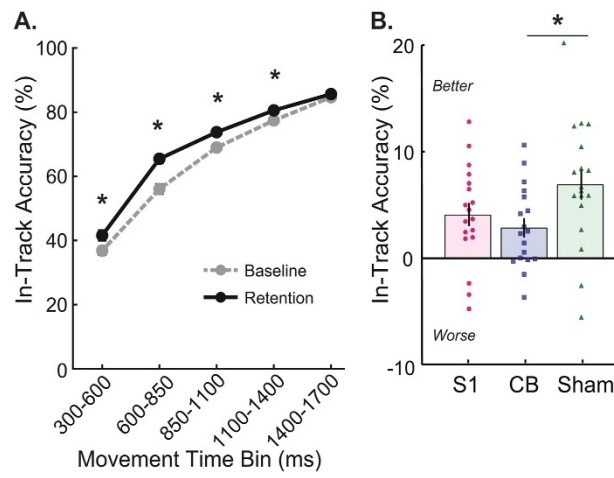 A.
100
80
60
40
20
0
In-Track Accuracy (%)
*
*
*
*
Baseline
Retention
300-600
600-850
850-1100
1100-1400
1400-1700
Movement Time Bin (ms)
B.
*
20
10
0
-10
In-Track Accuracy (%)
Better
Worse
S1
CB
Sham